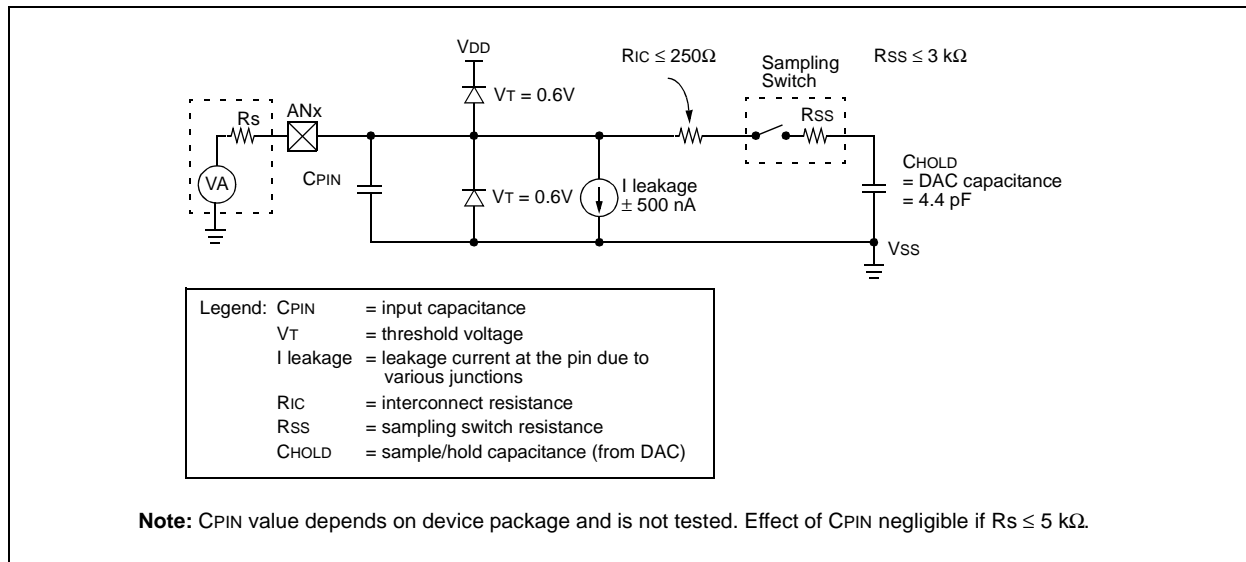 VDD
RIC ≤ 250Ω
Sampling
Switch
RSS ≤ 3 kΩ
VT = 0.6V
Rs
ANx
RSS
CPIN
VA
VT = 0.6V
I leakage
± 500 nA
CHOLD
= DAC capacitance
= 4.4 pF
VSS
Legend: CPIN = input capacitance
VT = threshold voltage
I leakage = leakage current at the pin due to
various junctions
RIC = interconnect resistance
RSS = sampling switch resistance
CHOLD = sample/hold capacitance (from DAC)
Note: CPIN value depends on device package and is not tested. Effect of CPIN negligible if Rs ≤ 5 kΩ.